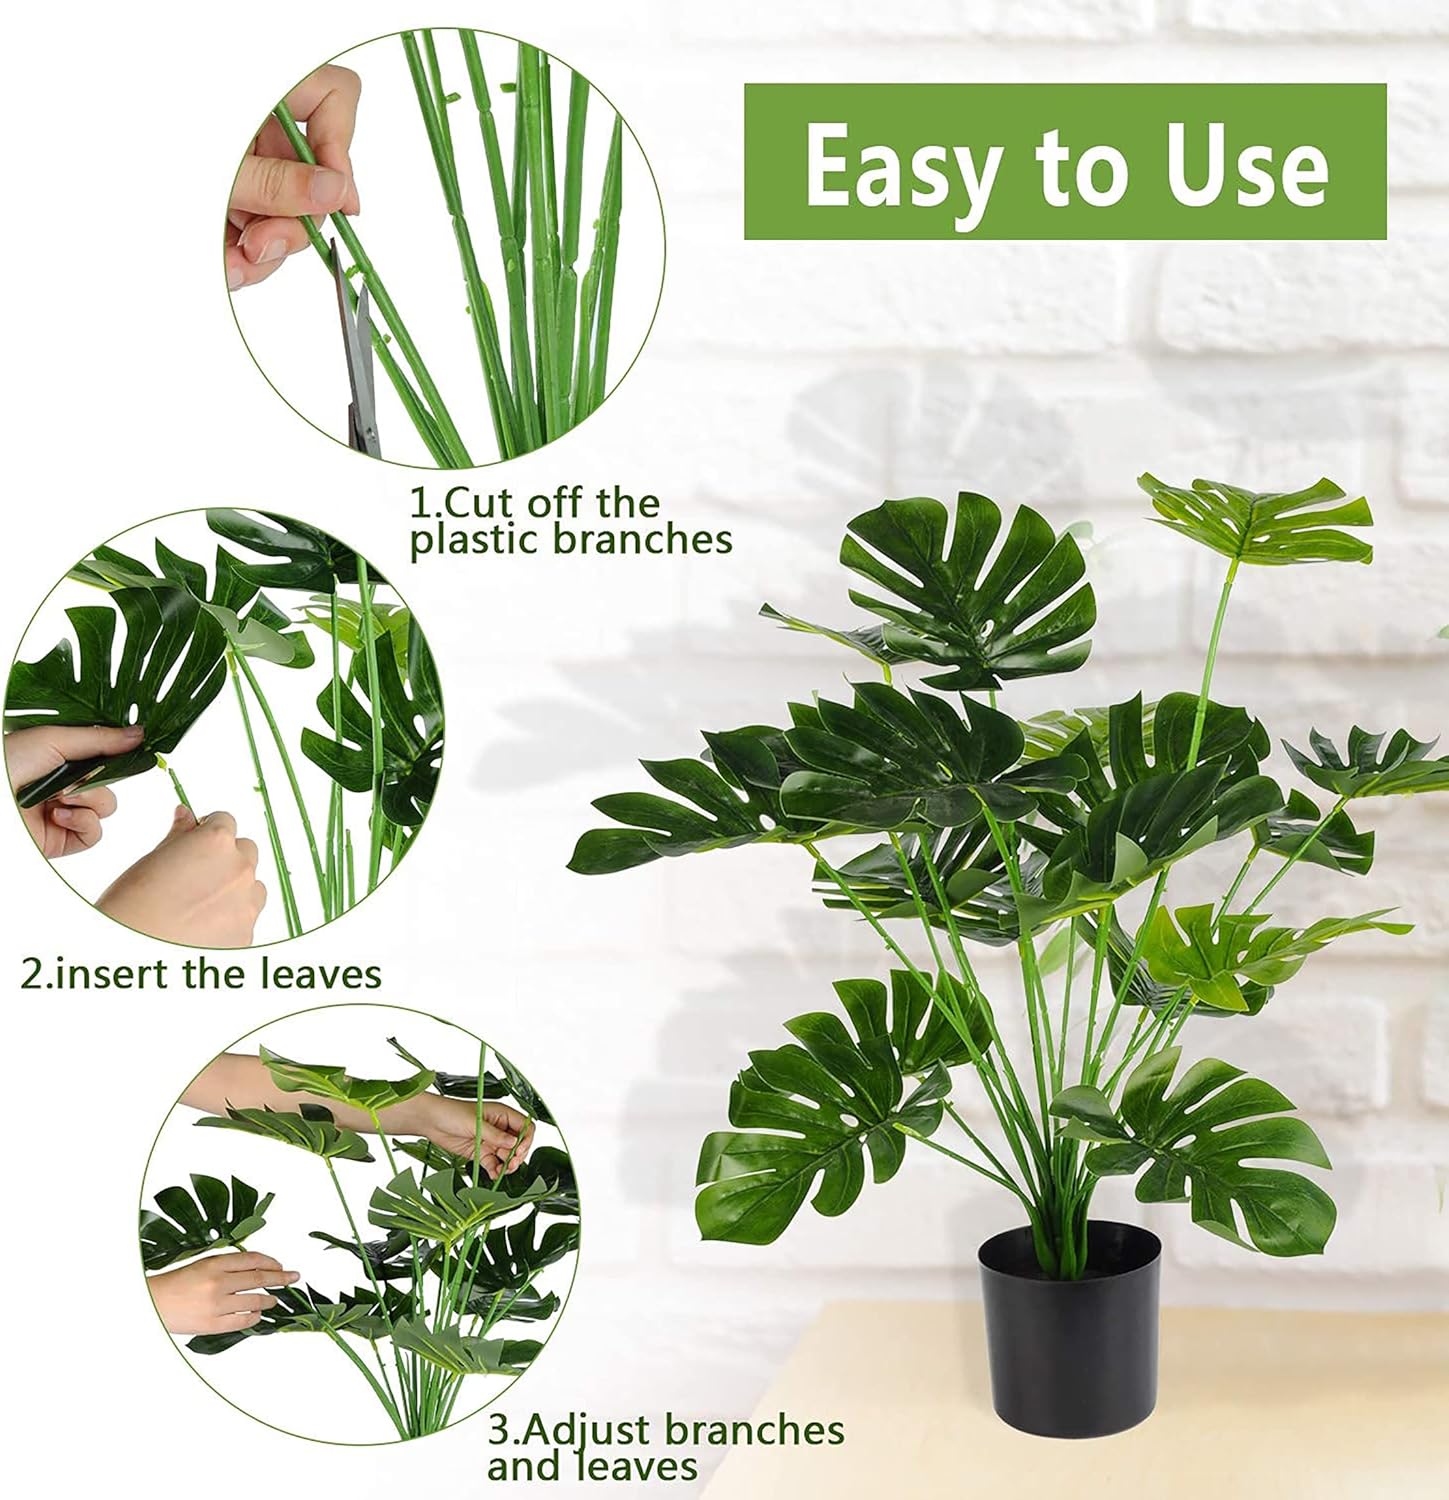 Easy to Use
1.Cut off the
plastic branches
2.insert the leaves
3.Adjust branches
and leaves